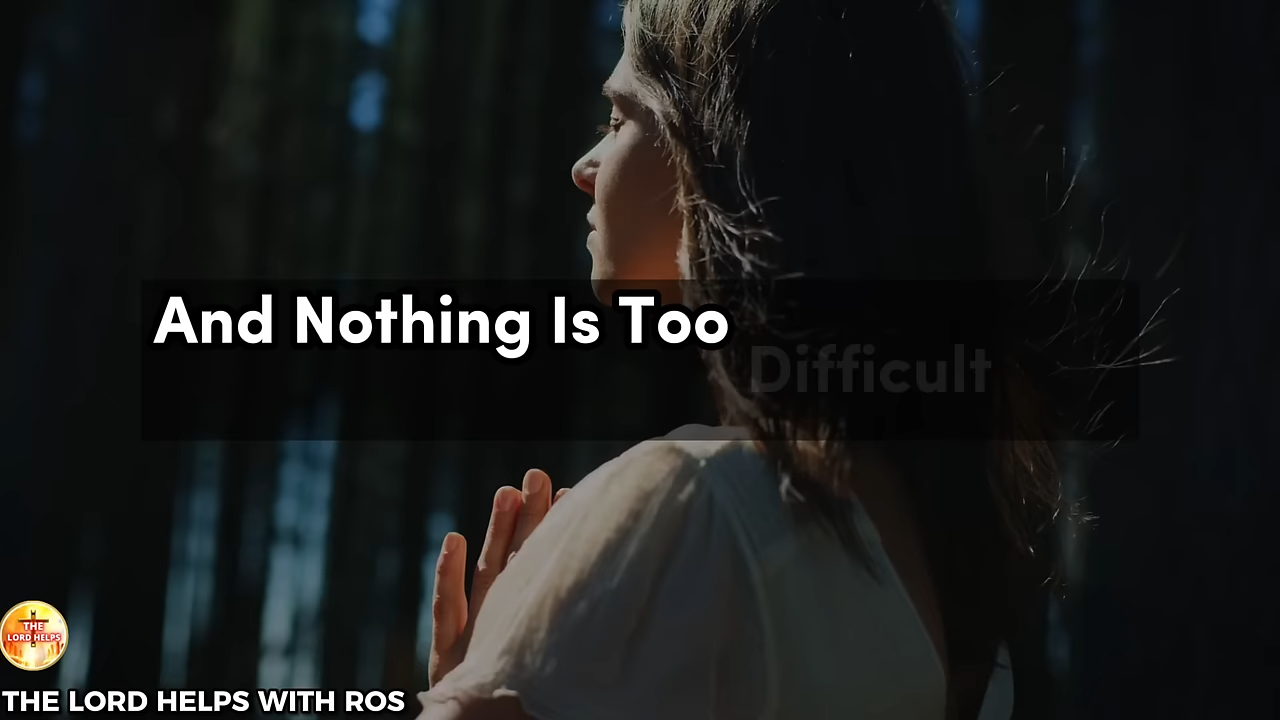 And Nothing Is Too
Difficult
THE
LORD HELPS
THE LORD HELPS WITH ROS